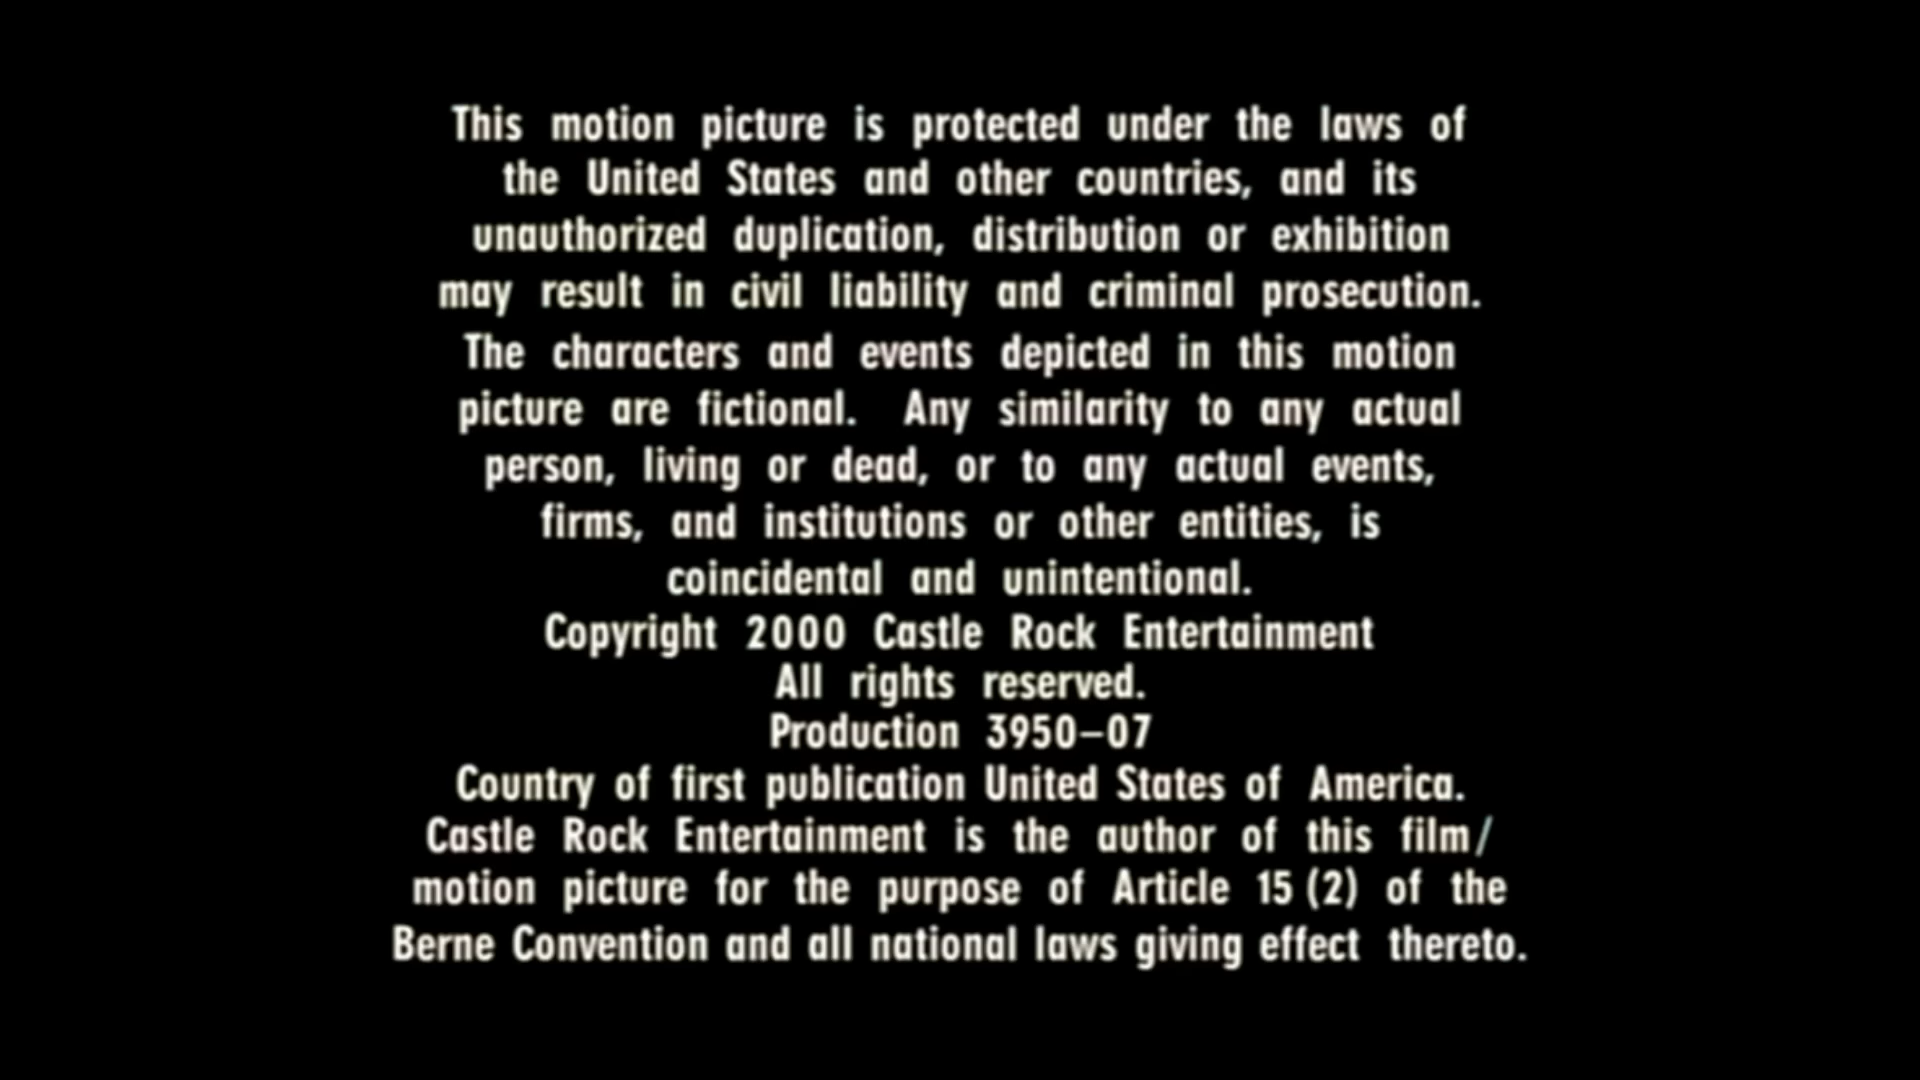 This motion picture is protected under the laws of
the United States and other countries, and its
unauthorized duplication, distribution or exhibition
may result in civil liability and criminal prosecution.
The characters and events depicted in this motion
picture are fictional. Any similarity to any actual
person, living or dead, or to any actual events,
firms, and institutions or other entities, is
coincidental and unintentional.
Copyright 2000 Castle Rock Entertainment
All rights reserved.
Production 3950–07
Country of first publication United States of America.
Castle Rock Entertainment is the author of this film/
motion picture for the purpose of Article 15 (2) of the
Berne Convention and all national laws giving effect thereto.